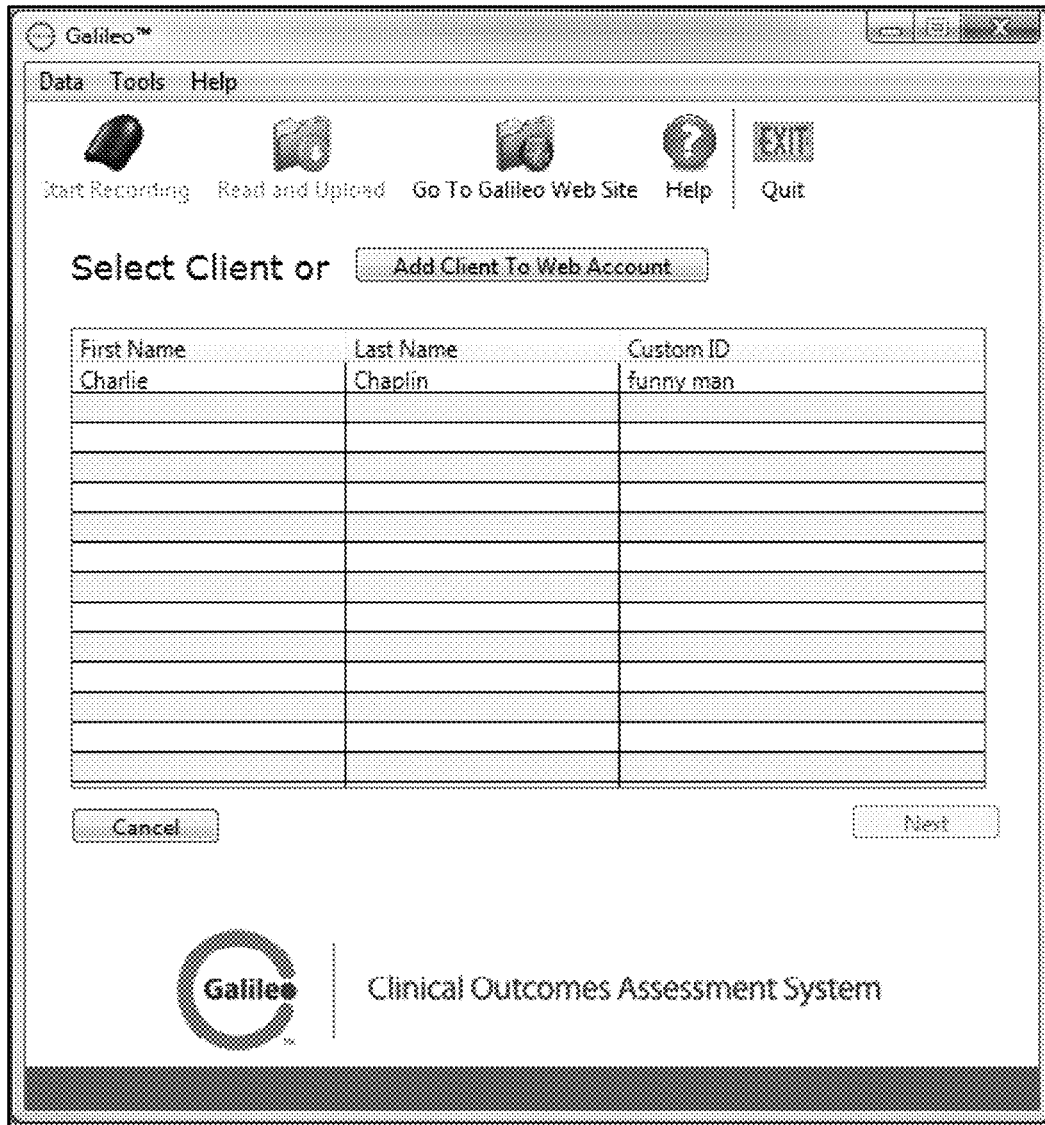 Galileo™
Data Tools Help
EXIT
Start Recording Read and Upload Go To Galileo Web Site Help Quit
Select Client or Add Client To Web Account
First Name Last Name Custom ID
Charlie Chaplin funny man
Cancel Next
Galileo Clinical Outcomes Assessment System